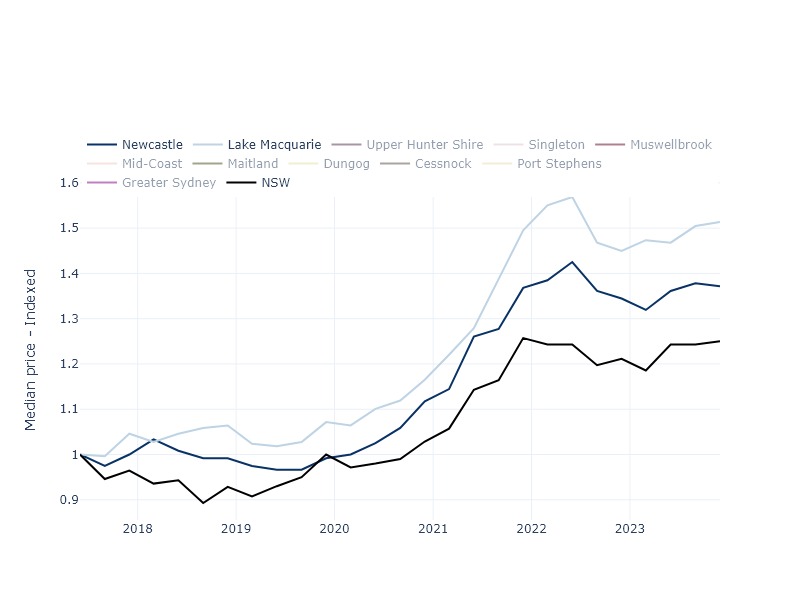 Newcastle Lake Macquarie Upper Hunter Shire Singleton Muswellbrook
Mid-Coast Maitland Dungog Cessnock Port Stephens
Greater Sydney NSW
1.6
1.5
1.4
1.3
1.2
1.1
1
0.9
Median price - Indexed
2018 2019 2020 2021 2022 2023